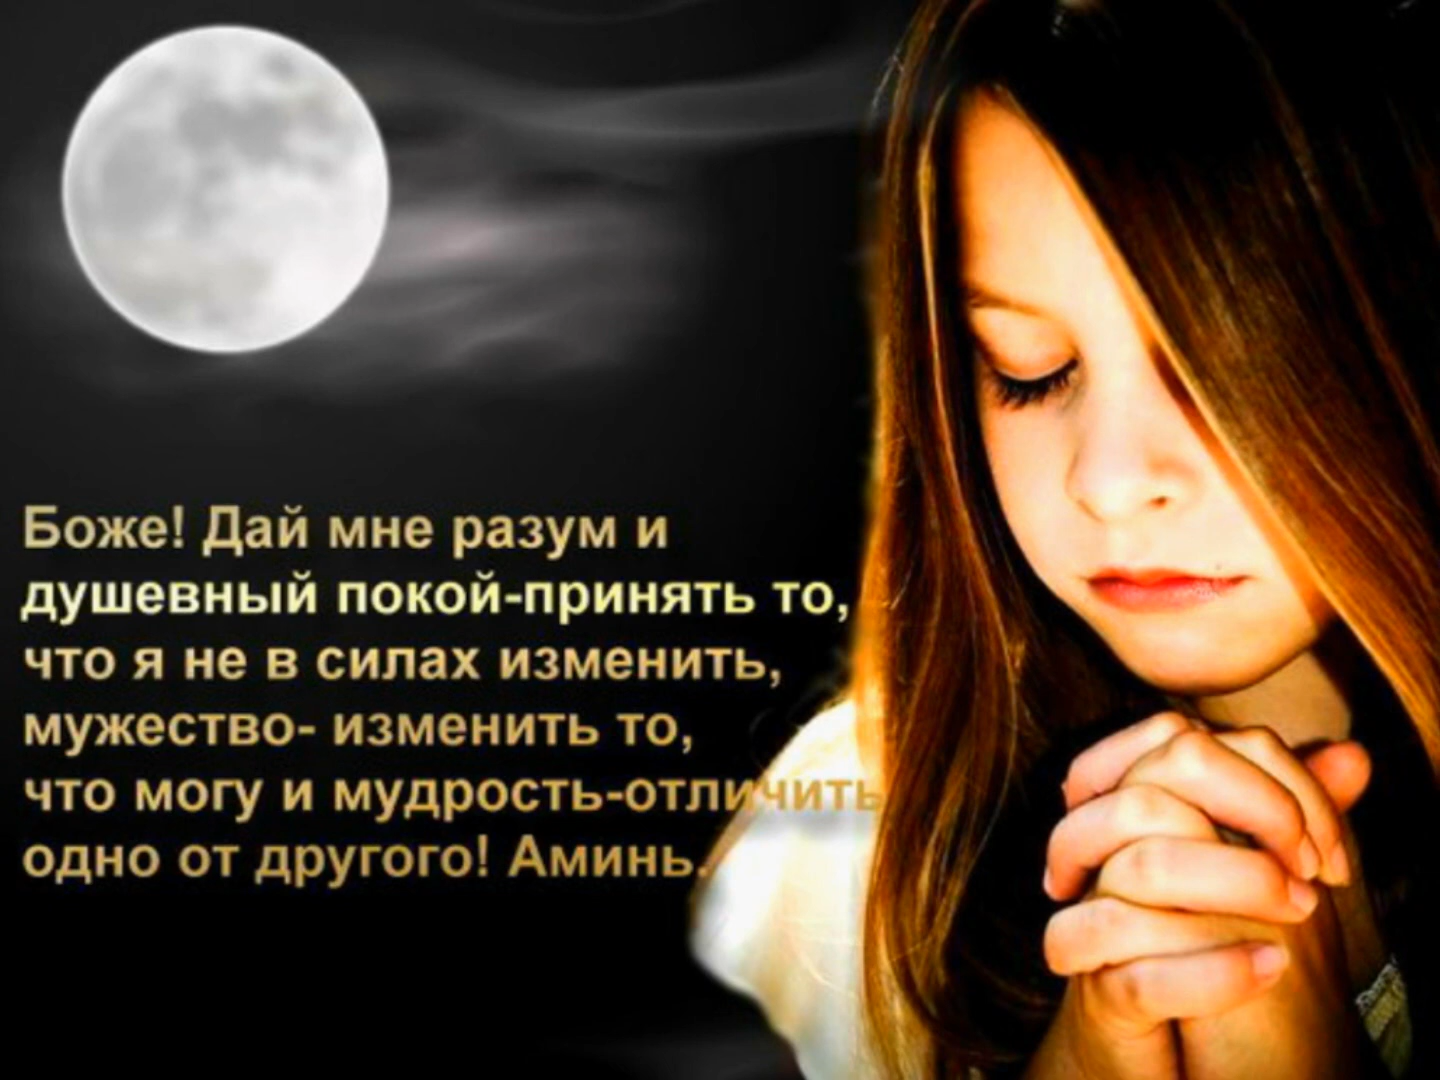 Боже! Дай мне разум и
душевный покой-принять то,
что я не в силах изменить,
мужество- изменить то,
что могу и мудрость-отличить
одно от другого! Аминь.